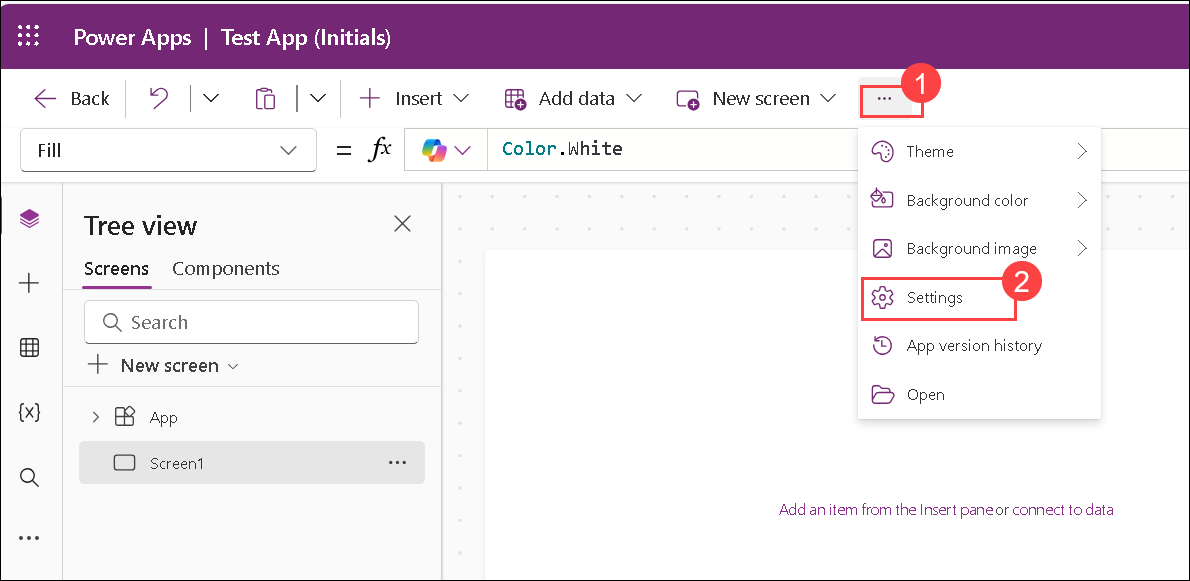 Power Apps | Test App (Initials)
Back Insert Add data New screen ... 1
Fill = fx Color.White
Theme
Background color
Background image
Settings 2
App version history
Open
Tree view
Screens Components
Search
New screen
App
Screen1 ...
{x}
...
Add an item from the Insert pane or connect to data